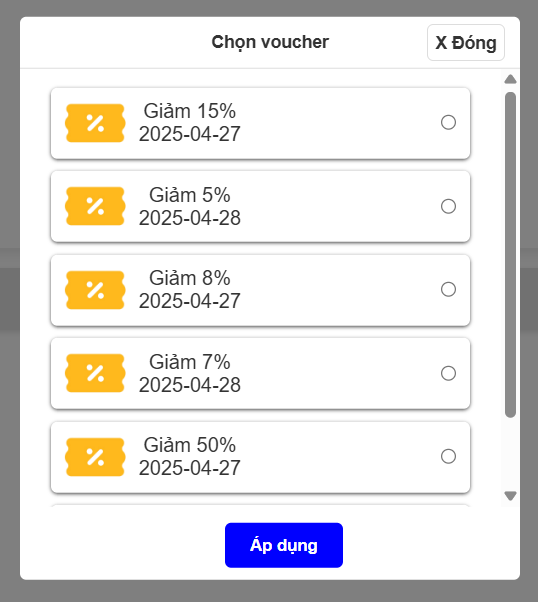 Chọn voucher
X Đóng
Giảm 15%
2025-04-27
Giảm 5%
2025-04-28
Giảm 8%
2025-04-27
Giảm 7%
2025-04-28
Giảm 50%
2025-04-27
Áp dụng